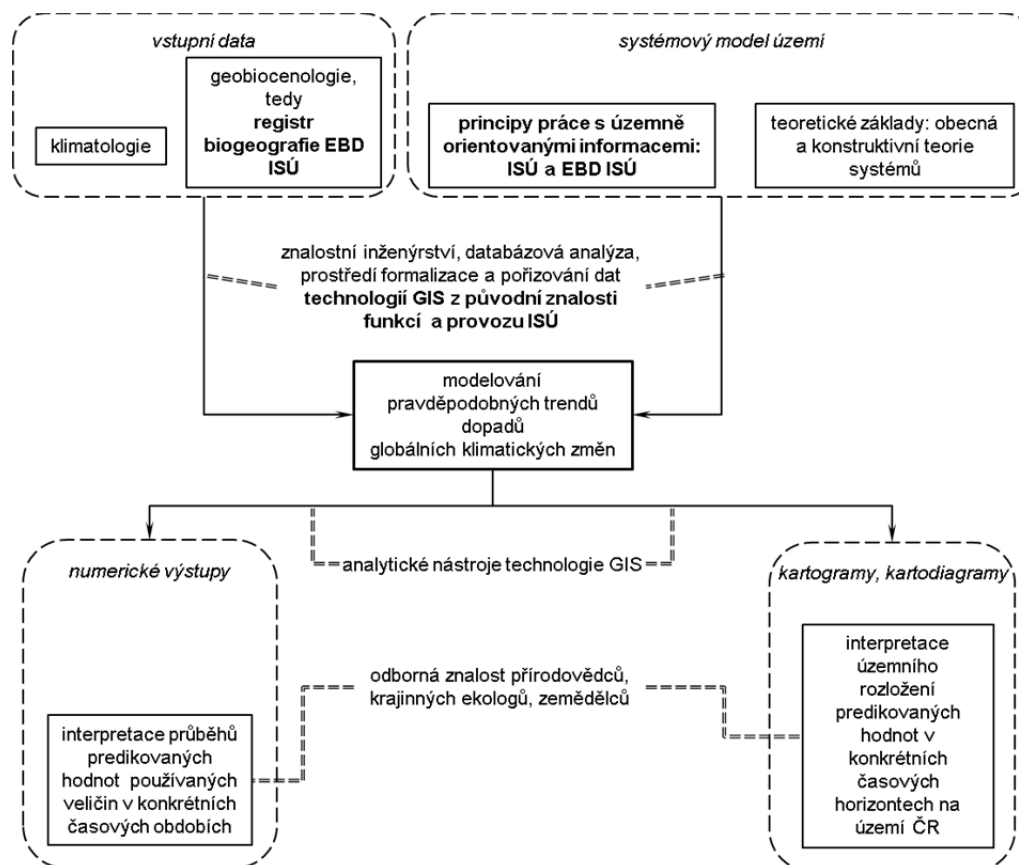 vstupní data
klimatologie
geobiocenologie,
tedy
registr
biogeografie EBD
ISÚ
systémový model území
principy práce s územně
orientovanými informacemi:
ISÚ a EBD ISÚ
teoretické základy: obecná
a konstruktivní teorie
systémů
znalostní inženýrství, databázová analýza,
prostředí formalizace a pořizování dat
technologií GIS z původní znalosti
funkcí a provozu ISÚ
modelování
pravděpodobných trendů
dopadů
globálních klimatických změn
analytické nástroje technologie GIS
numerické výstupy
interpretace průběhů
predikovaných
hodnot používaných
veličin v konkrétních
časových obdobích
odborná znalost přírodovědců,
krajinných ekologů, zemědělců
kartogramy, kartodiagramy
interpretace
územního
rozložení
predikovaných
hodnot v
konkrétních
časových
horizontech na
území ČR